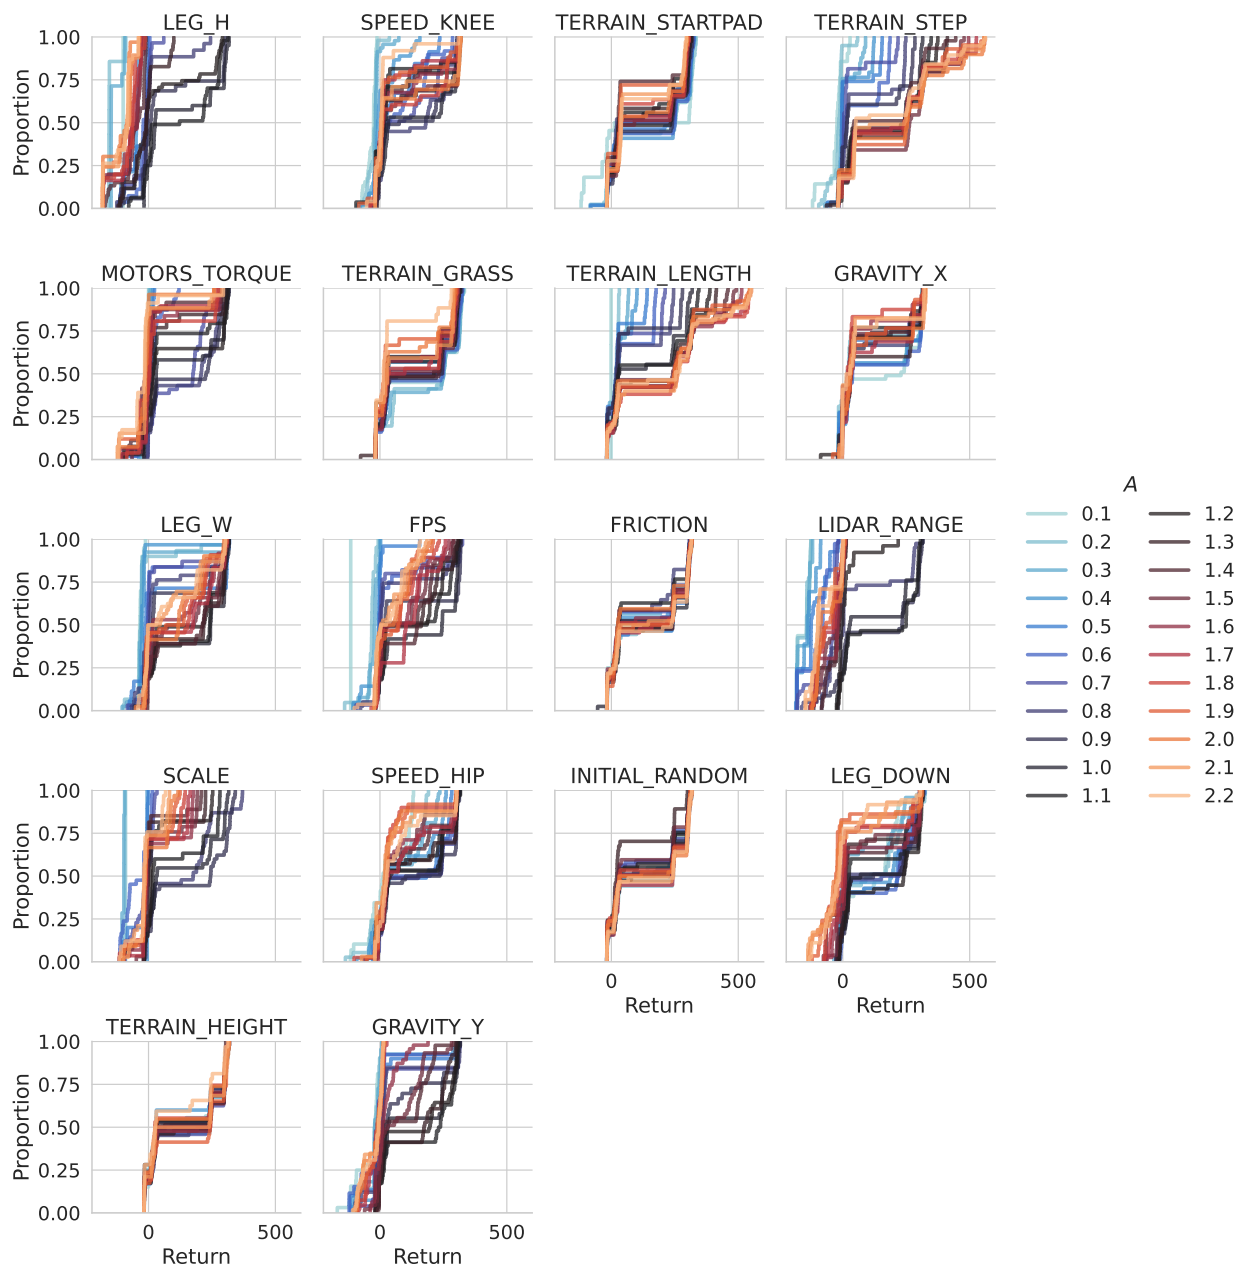 LEG_H SPEED_KNEE TERRAIN_STARTPAD TERRAIN_STEP
1.00
0.75
0.50
0.25
0.00
Proportion
MOTORS_TORQUE TERRAIN_GRASS TERRAIN_LENGTH GRAVITY_X
1.00
0.75
0.50
0.25
0.00
Proportion
LEG_W FPS FRICTION LIDAR_RANGE
1.00
0.75
0.50
0.25
0.00
Proportion
SCALE SPEED_HIP INITIAL_RANDOM LEG_DOWN
1.00
0.75
0.50
0.25
0.00
Proportion
0 500 0 500
Return Return
TERRAIN_HEIGHT GRAVITY_Y
1.00
0.75
0.50
0.25
0.00
Proportion
0 500 0 500
Return Return
A
0.1 1.2
0.2 1.3
0.3 1.4
0.4 1.5
0.5 1.6
0.6 1.7
0.7 1.8
0.8 1.9
0.9 2.0
1.0 2.1
1.1 2.2